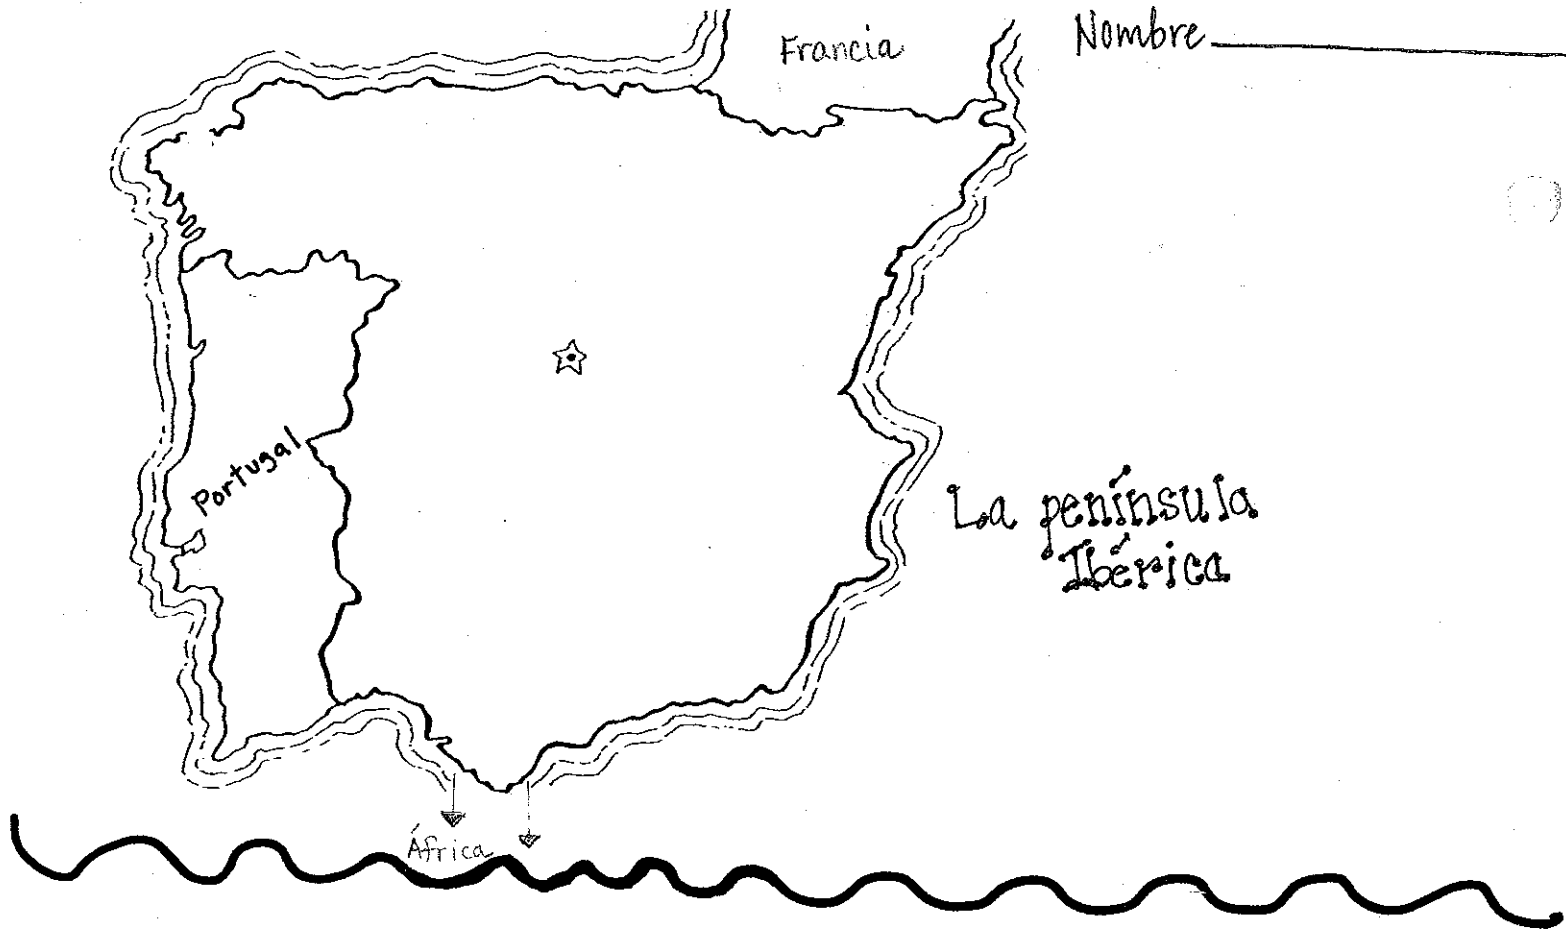 Francia
Nombre
Portugal
La península
Ibérica
África